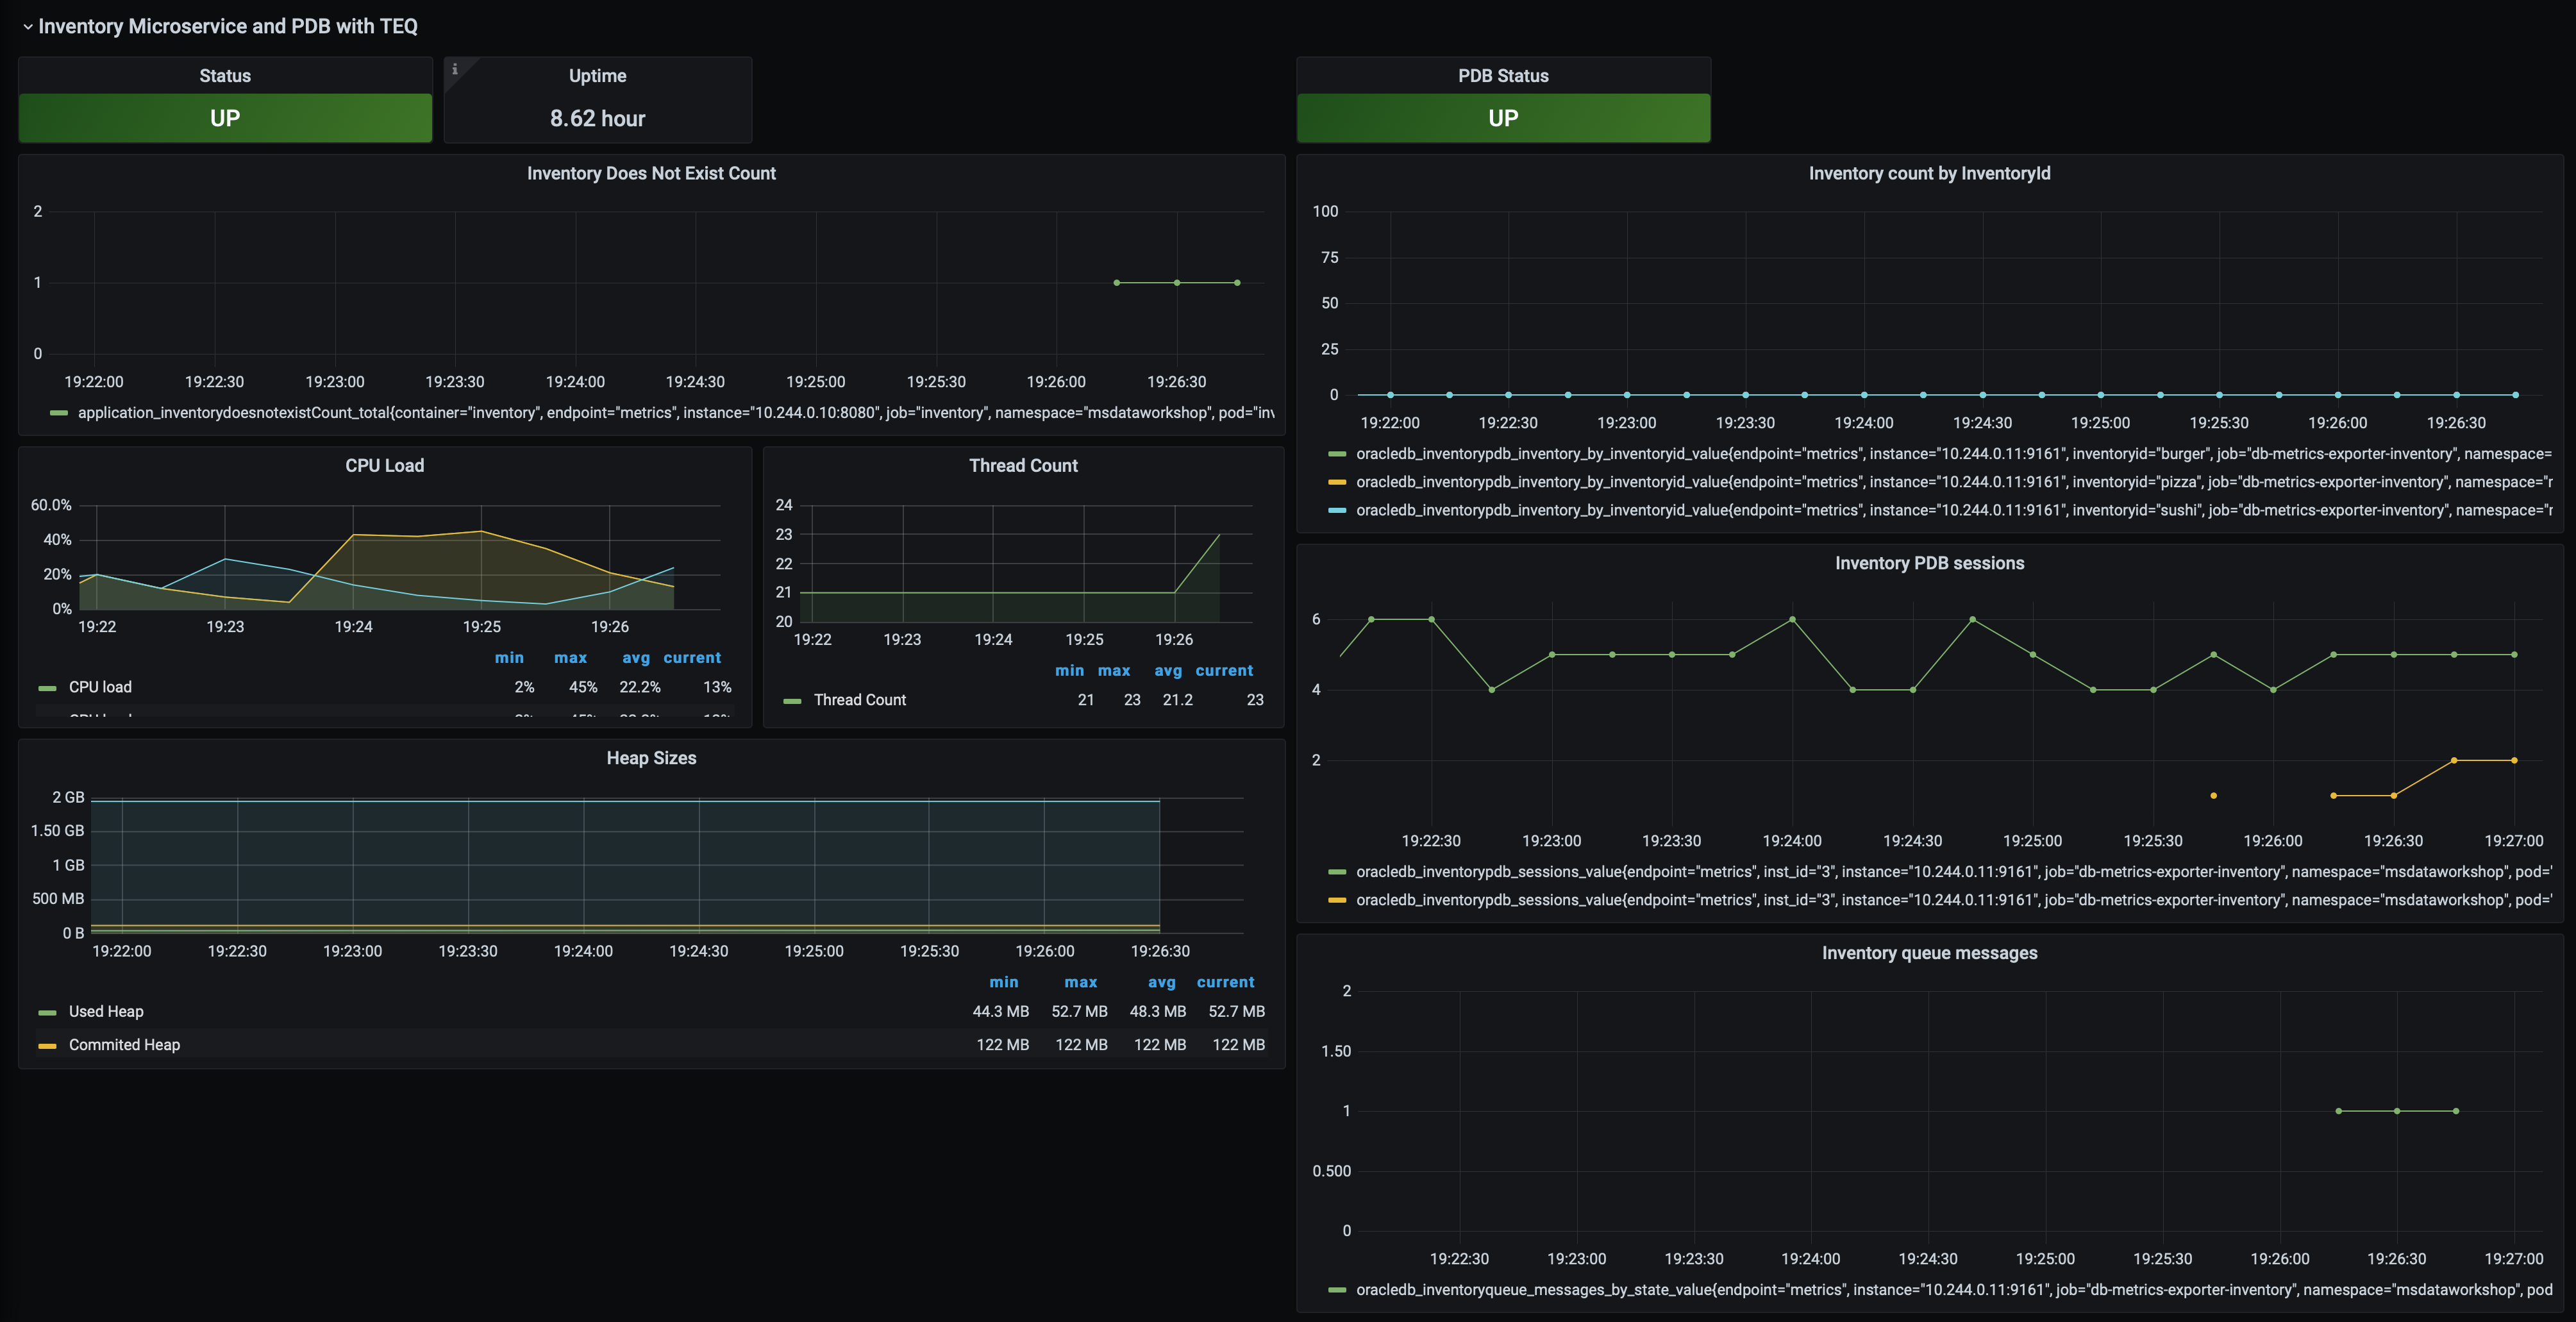 Inventory Microservice and PDB with TEQ
Status
UP
i
Uptime
8.62 hour
PDB Status
UP
Inventory Does Not Exist Count
2
1
0
19:22:00 19:22:30 19:23:00 19:23:30 19:24:00 19:24:30 19:25:00 19:25:30 19:26:00 19:26:30
application_inventorydoesnotexistCount_total{container="inventory", endpoint="metrics", instance="10.244.0.10:8080", job="inventory", namespace="msdataworkshop", pod="inv
CPU Load
60.0%
40%
20%
0%
19:22 19:23 19:24 19:25 19:26
min max avg current
CPU load 2% 45% 22.2% 13%
Thread Count
24
23
22
21
20
19:22 19:23 19:24 19:25 19:26
min max avg current
Thread Count 21 23 21.2 23
Heap Sizes
2 GB
1.50 GB
1 GB
500 MB
0 B
19:22:00 19:22:30 19:23:00 19:23:30 19:24:00 19:24:30 19:25:00 19:25:30 19:26:00 19:26:30
min max avg current
Used Heap 44.3 MB 52.7 MB 48.3 MB 52.7 MB
Commited Heap 122 MB 122 MB 122 MB 122 MB
Inventory count by InventoryId
100
75
50
25
0
19:22:00 19:22:30 19:23:00 19:23:30 19:24:00 19:24:30 19:25:00 19:25:30 19:26:00 19:26:30
oracledb_inventorypdb_inventory_by_inventoryid_value{endpoint="metrics", instance="10.244.0.11:9161", inventoryid="burger", job="db-metrics-exporter-inventory", namespace=
oracledb_inventorypdb_inventory_by_inventoryid_value{endpoint="metrics", instance="10.244.0.11:9161", inventoryid="pizza", job="db-metrics-exporter-inventory", namespace="
oracledb_inventorypdb_inventory_by_inventoryid_value{endpoint="metrics", instance="10.244.0.11:9161", inventoryid="sushi", job="db-metrics-exporter-inventory", namespace="
Inventory PDB sessions
6
4
2
19:22:30 19:23:00 19:23:30 19:24:00 19:24:30 19:25:00 19:25:30 19:26:00 19:26:30 19:27:00
oracledb_inventorypdb_sessions_value{endpoint="metrics", inst_id="3", instance="10.244.0.11:9161", job="db-metrics-exporter-inventory", namespace="msdataworkshop", pod="
oracledb_inventorypdb_sessions_value{endpoint="metrics", inst_id="3", instance="10.244.0.11:9161", job="db-metrics-exporter-inventory", namespace="msdataworkshop", pod="
Inventory queue messages
2
1.50
1
0.500
0
19:22:30 19:23:00 19:23:30 19:24:00 19:24:30 19:25:00 19:25:30 19:26:00 19:26:30 19:27:00
oracledb_inventoryqueue_messages_by_state_value{endpoint="metrics", instance="10.244.0.11:9161", job="db-metrics-exporter-inventory", namespace="msdataworkshop", pod